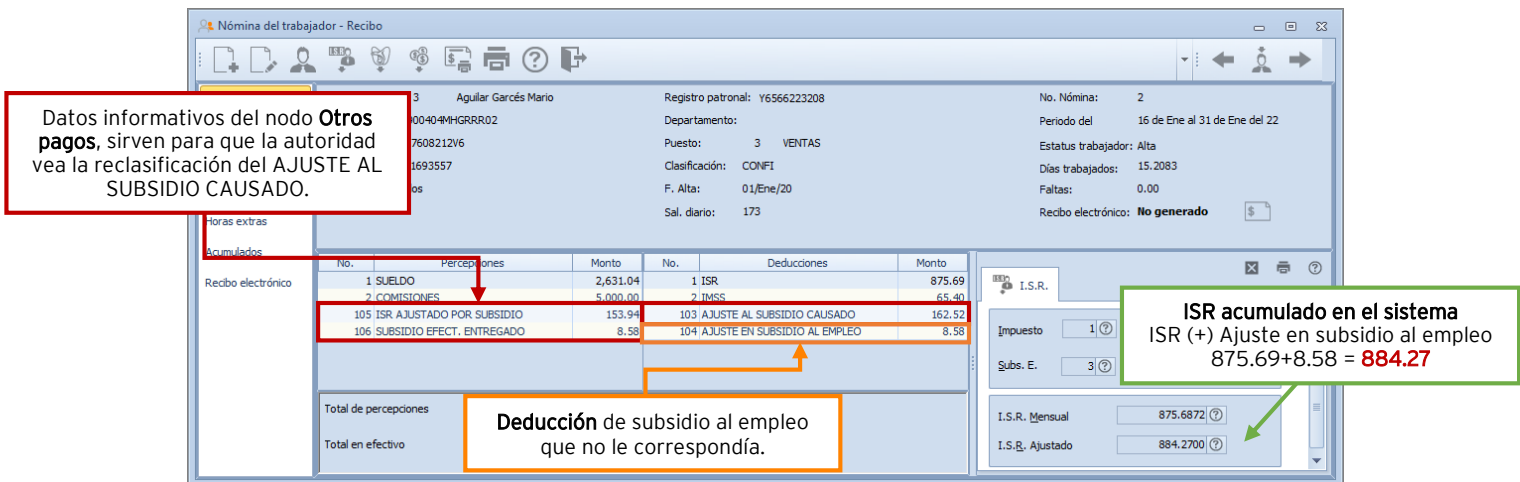 Nómina del trabajador - Recibo
3 Aguilar Garcés Mario
Registro patronal: Y6566223208
No. Nómina: 2
00404MHGRRR02
Departamento:
Periodo del 16 de Ene al 31 de Ene del 22
7608212V6
Puesto: 3 VENTAS
Estatus trabajador: Alta
1693557
Clasificación: CONFI
Días trabajados: 15.2083
os
F. Alta: 01/Ene/20
Faltas: 0.00
Sal. diario: 173
Recibo electrónico: No generado
Datos informativos del nodo Otros
pagos, sirven para que la autoridad
vea la reclasificación del AJUSTE AL
SUBSIDIO CAUSADO.
Horas extras
Acumulados
Recibo electrónico
No. Percepciones Monto No. Deducciones Monto
1 SUELDO 2,631.04 1 ISR 875.69
2 COMISIONES 5,000.00 2 IMSS 65.40
105 ISR AJUSTADO POR SUBSIDIO 153.94 103 AJUSTE AL SUBSIDIO CAUSADO 162.52
106 SUBSIDIO EFECT. ENTREGADO 8.58 104 AJUSTE EN SUBSIDIO AL EMPLEO 8.58
Total de percepciones
Total en efectivo
Deducción de subsidio al empleo
que no le correspondía.
I.S.R.
Impuesto 1
Subs. E. 3
I.S.R. Mensual 875.6872
I.S.R. Ajustado 884.2700
ISR acumulado en el sistema
ISR (+) Ajuste en subsidio al empleo
875.69+8.58 = 884.27